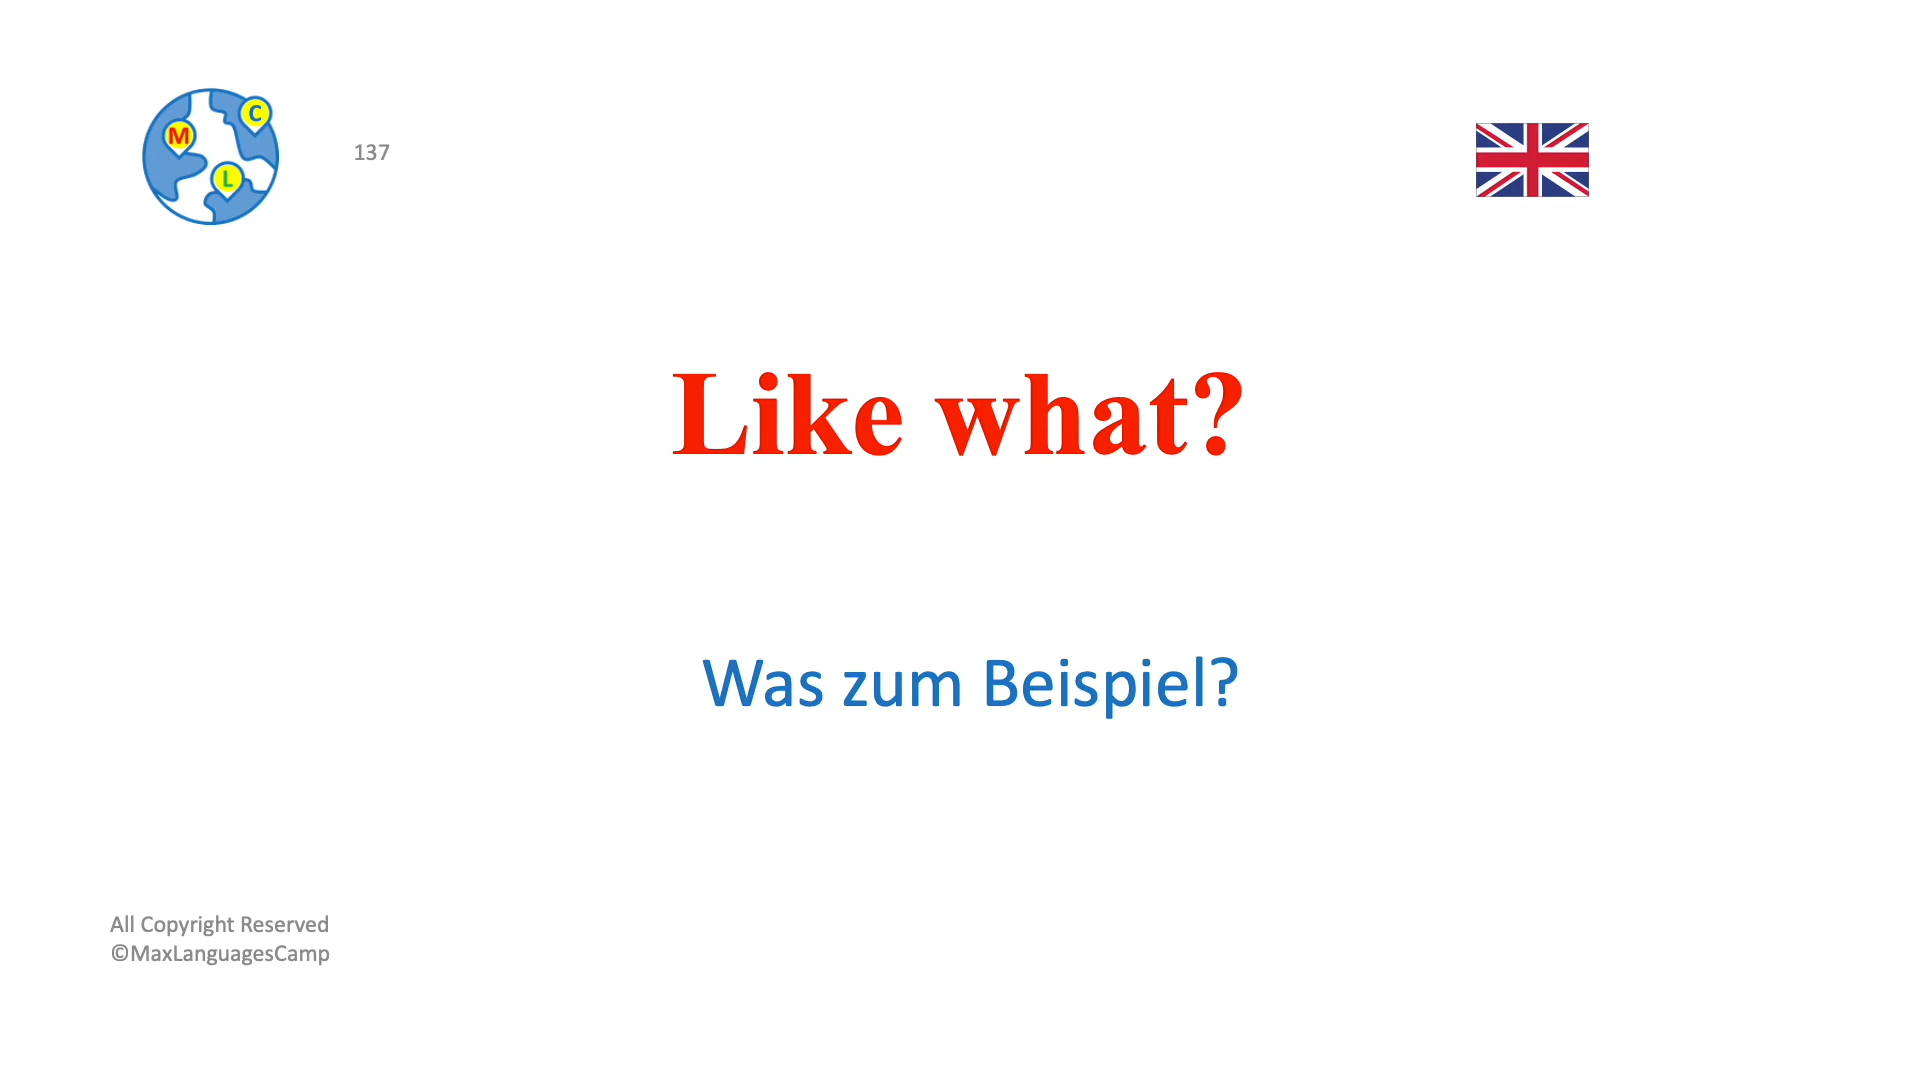 M
C
L
137
Like what?
Was zum Beispiel?
All Copyright Reserved
©MaxLanguagesCamp